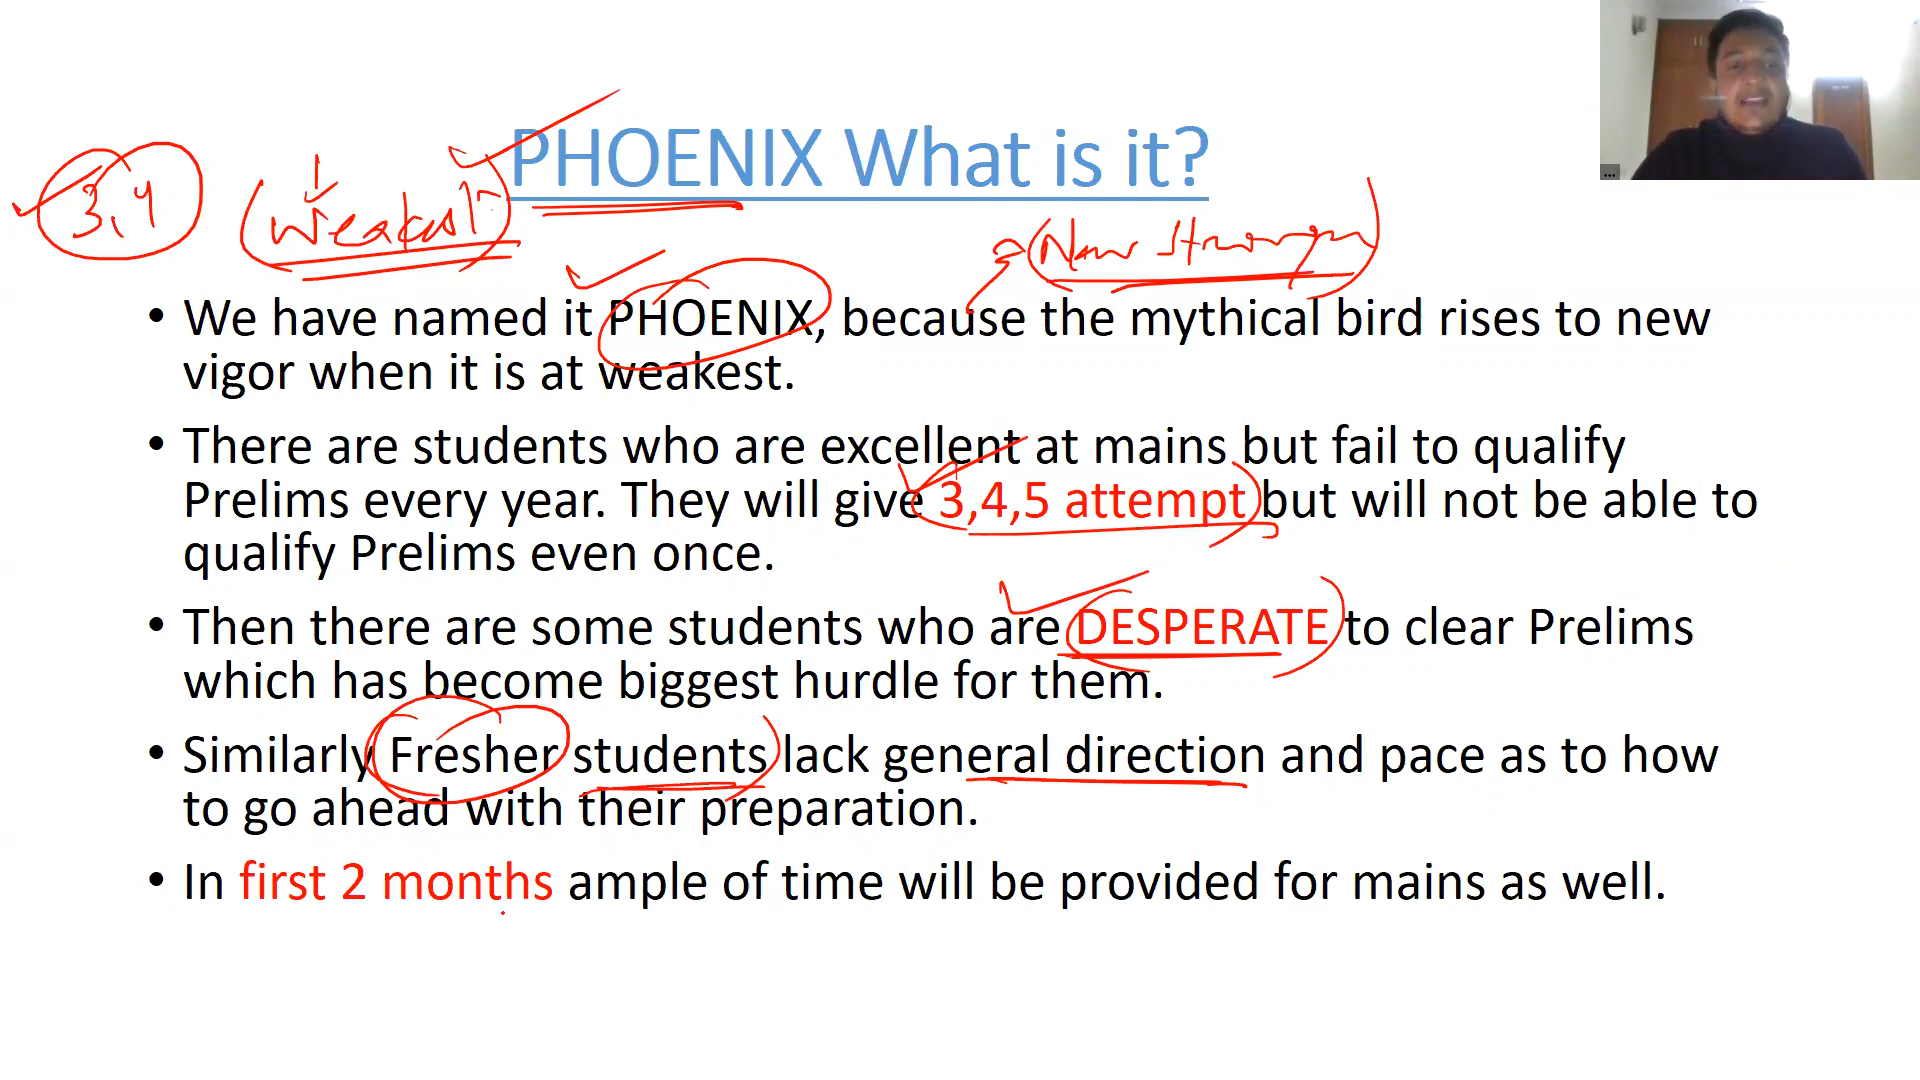 PHOENIX What is it?
3,4
Weakest
New Stronger
• We have named it PHOENIX, because the mythical bird rises to new
vigor when it is at weakest.
• There are students who are excellent at mains but fail to qualify
Prelims every year. They will give 3,4,5 attempt but will not be able to
qualify Prelims even once.
• Then there are some students who are DESPERATE to clear Prelims
which has become biggest hurdle for them.
• Similarly Fresher students lack general direction and pace as to how
to go ahead with their preparation.
• In first 2 months ample of time will be provided for mains as well.